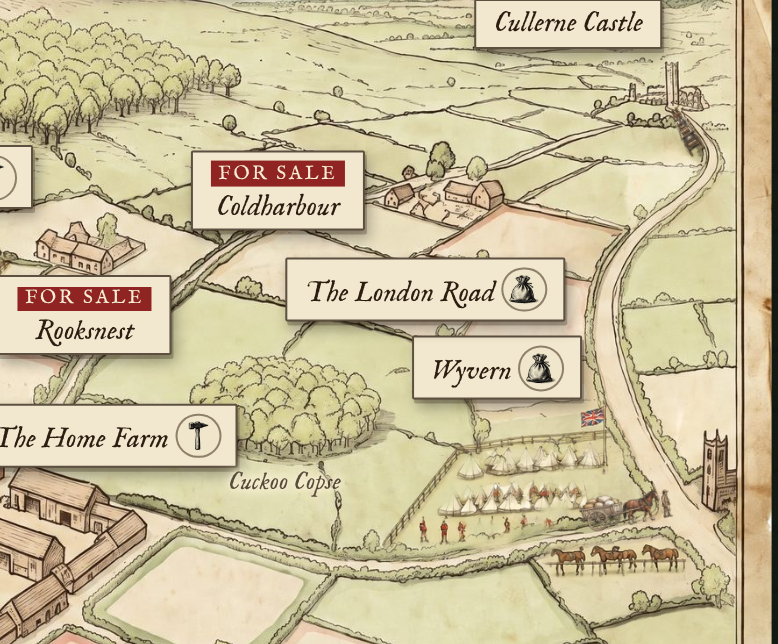 Cullerne Castle
FOR SALE
Coldharbour
The London Road
FOR SALE
Rooksnest
Wyvern
The Home Farm
Cuckoo Copse